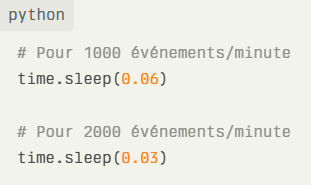 python
# Pour 1000 événements/minute
time.sleep(0.06)
# Pour 2000 événements/minute
time.sleep(0.03)